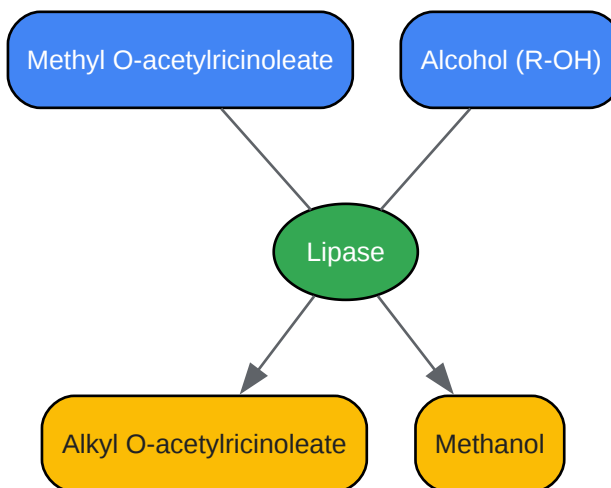 Methyl O-acetylricinoleate
Alcohol (R-OH)
Lipase
Alkyl O-acetylricinoleate
Methanol